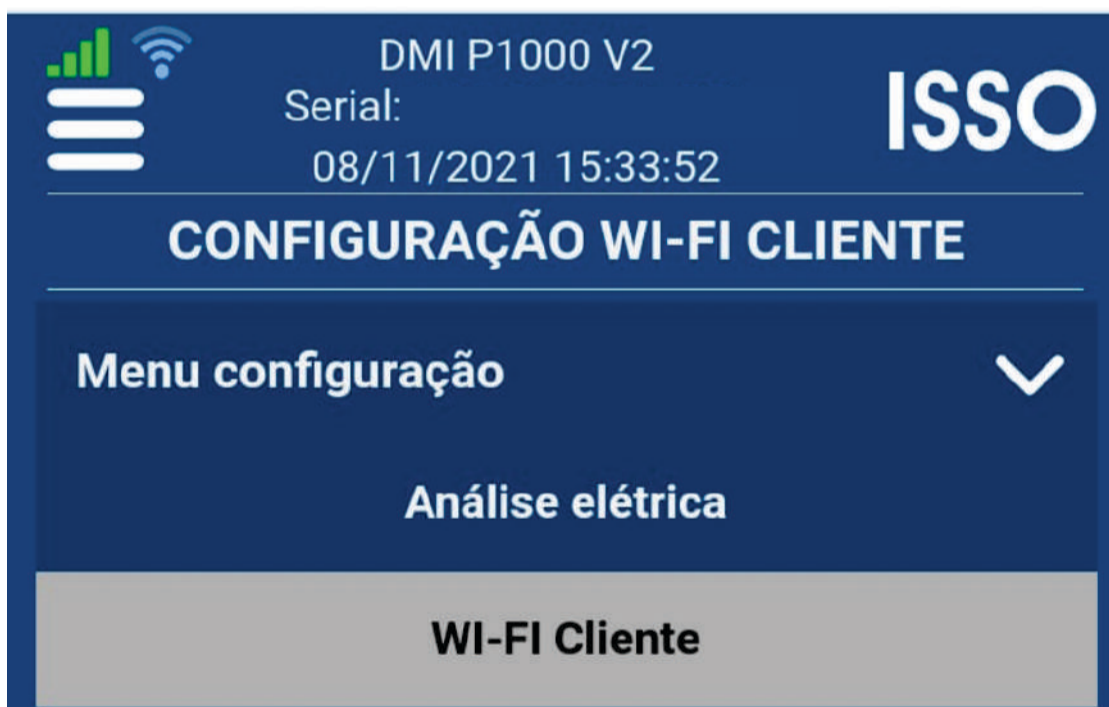 DMI P1000 V2
Serial:
ISSO
08/11/2021 15:33:52
CONFIGURAÇÃO WI-FI CLIENTE
Menu configuração
Análise elétrica
WI-FI Cliente